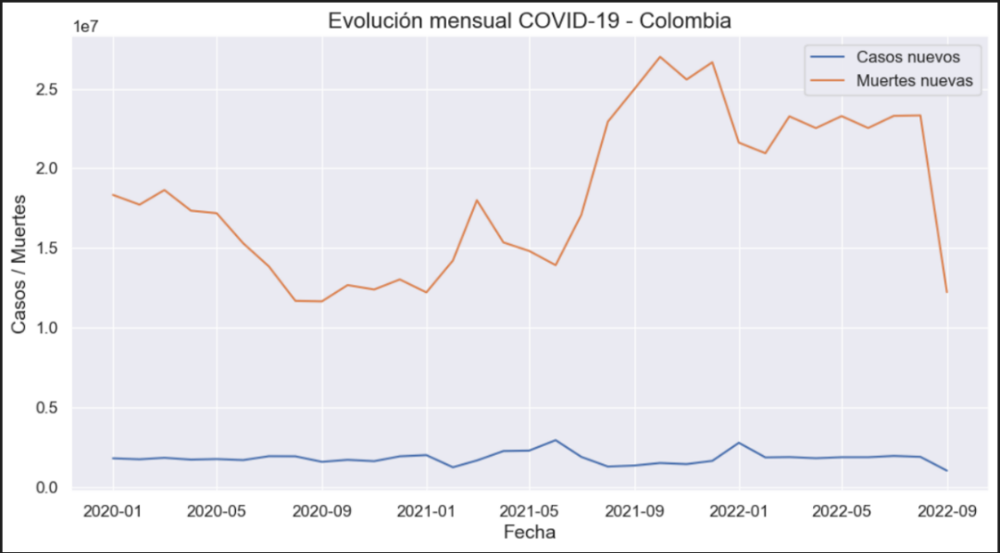 Evolución mensual COVID-19 - Colombia
1e7
Casos nuevos
Muertes nuevas
2.5
2.0
1.5
1.0
0.5
0.0
Casos / Muertes
2020-01 2020-05 2020-09 2021-01 2021-05 2021-09 2022-01 2022-05 2022-09
Fecha